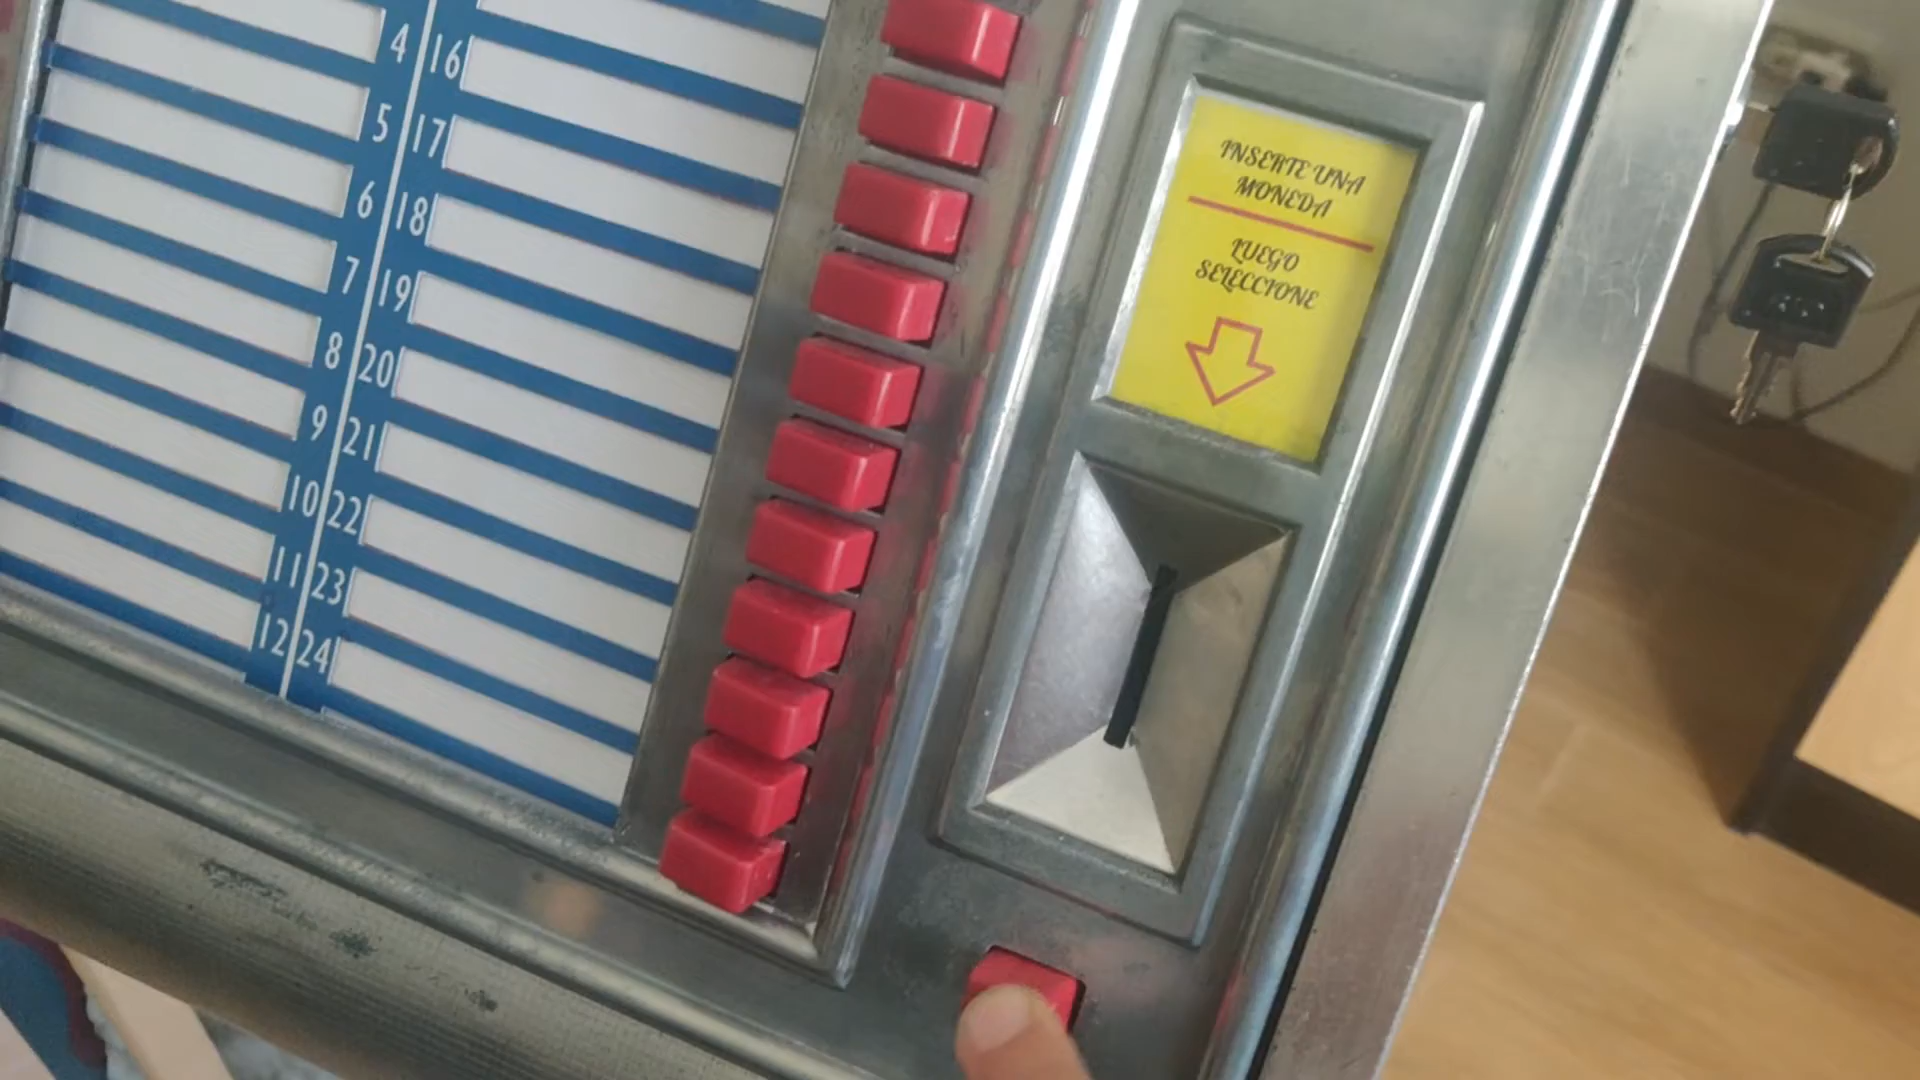 4 16
5 17
6 18
7 19
8 20
9 21
10 22
11 23
12 24
INSERTE UNA
MONEDA
LUEGO
SELECCIONE